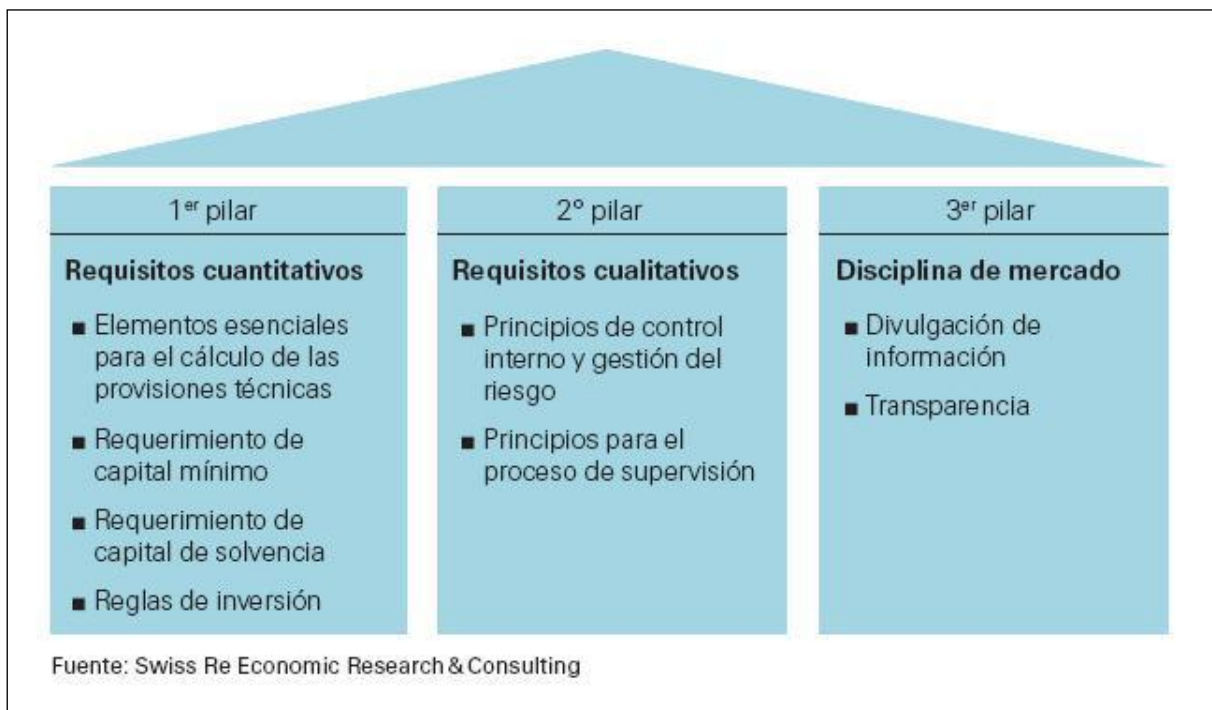 1er pilar
Requisitos cuantitativos
■ Elementos esenciales
para el cálculo de las
provisiones técnicas
■ Requerimiento de
capital mínimo
■ Requerimiento de
capital de solvencia
■ Reglas de inversión
2° pilar
Requisitos cualitativos
■ Principios de control
interno y gestión del
riesgo
■ Principios para el
proceso de supervisión
3er pilar
Disciplina de mercado
■ Divulgación de
información
■ Transparencia
Fuente: Swiss Re Economic Research & Consulting